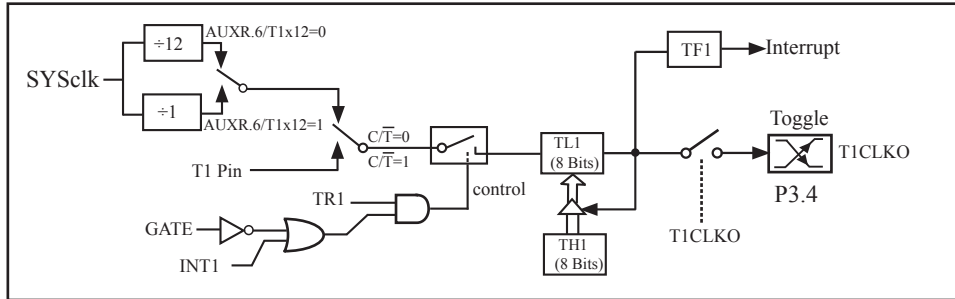 AUXR.6/T1x12=0
÷12
SYSclk
÷1
AUXR.6/T1x12=1
T1 Pin
C/T̅=0
C/T̅=1
control
TR1
GATE
INT1
TL1
(8 Bits)
TH1
(8 Bits)
TF1
Interrupt
Toggle
T1CLKO
P3.4
T1CLKO